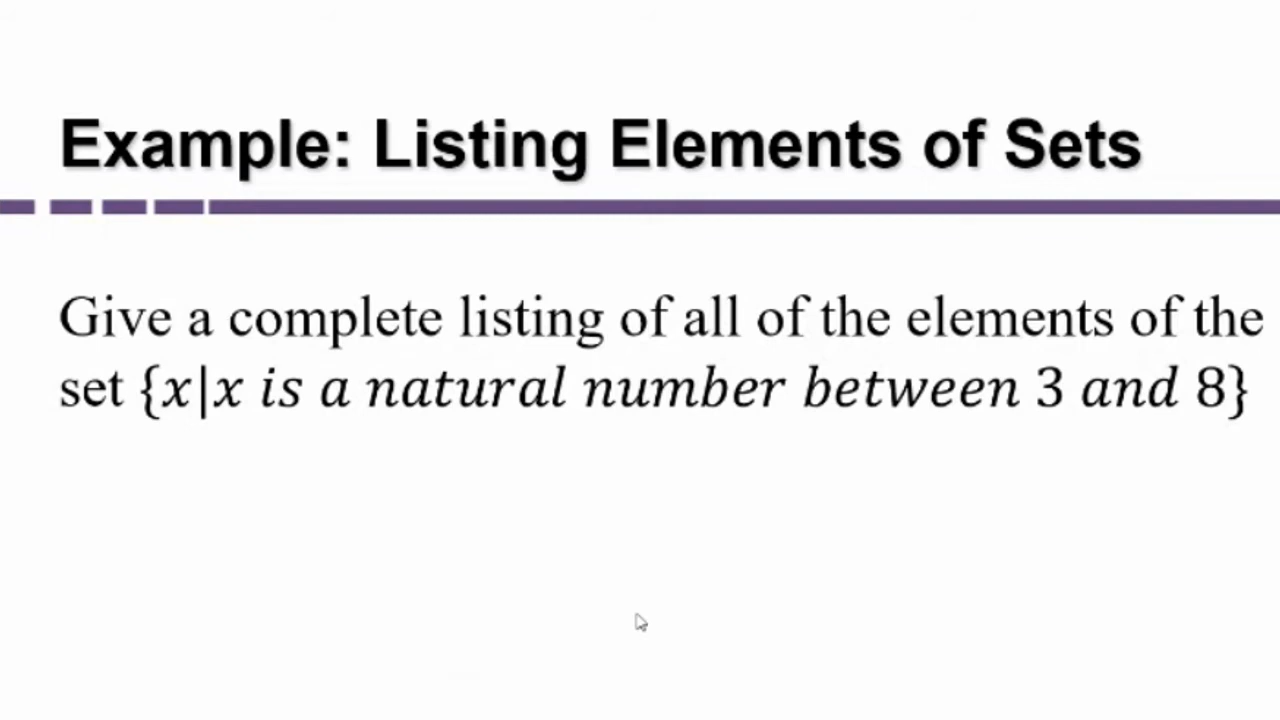 Example: Listing Elements of Sets
Give a complete listing of all of the elements of the
set {x|x is a natural number between 3 and 8}